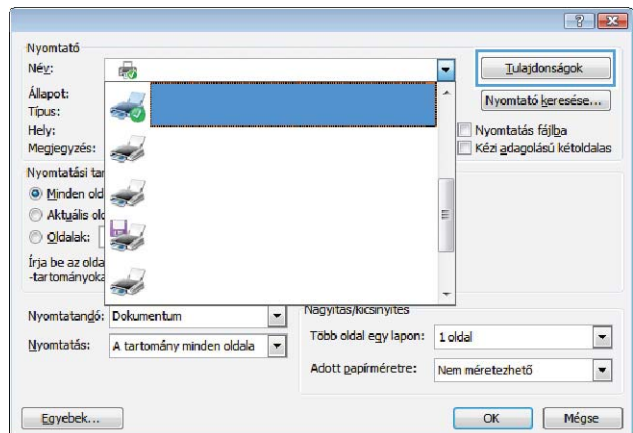 Nyomtató
Név:
Tulajdonságok
Állapot:
Nyomtató keresése...
Típus:
Hely:
Nyomtatás fájlba
Megjegyzés:
Kézi adagolású kétoldalas
Nyomtatási tar
Minden old
Aktuális old
Oldalak:
Írja be az olda
-tartományoka
Nagyítás/kicsinyítés
Nyomtatandó: Dokumentum
Több oldal egy lapon: 1 oldal
Nyomtatás: A tartomány minden oldala
Adott papírméretre: Nem méretezhető
Egyebek...
OK
Mégse